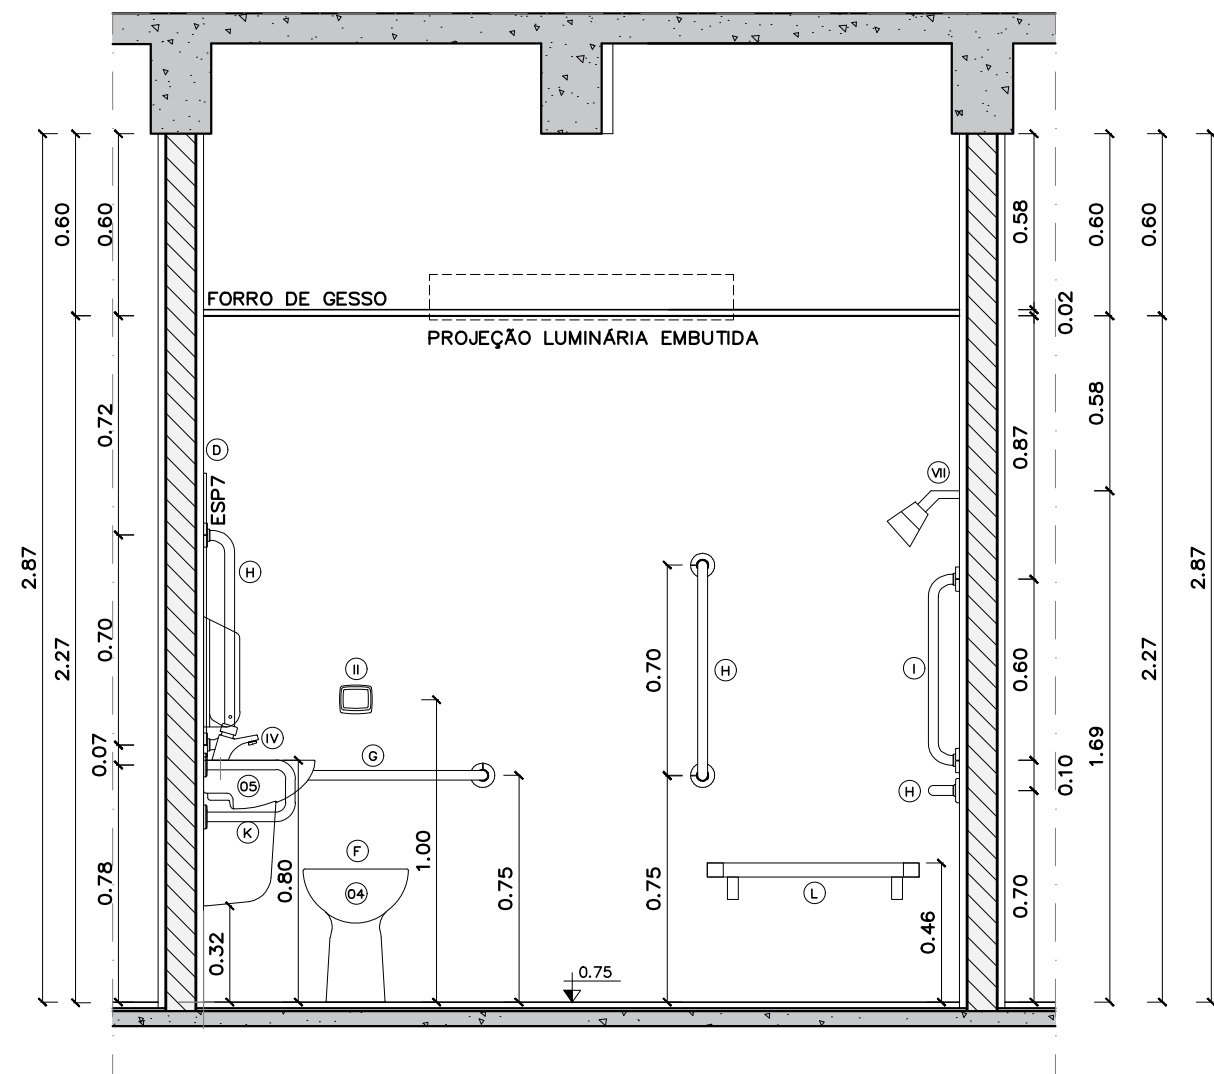 0.60
0.60
0.58
0.60
0.60
FORRO DE GESSO
0.02
PROJEÇÃO LUMINÁRIA EMBUTIDA
0.72
0.58
0.87
D
VII
ESP7
2.87
H
2.87
0.70
2.27
II
0.70
H
I
0.60
2.27
IV
0.07
G
1.69
05
H
0.10
K
F
1.00
0.78
0.80
04
0.75
0.75
L
0.70
0.46
0.32
0.75